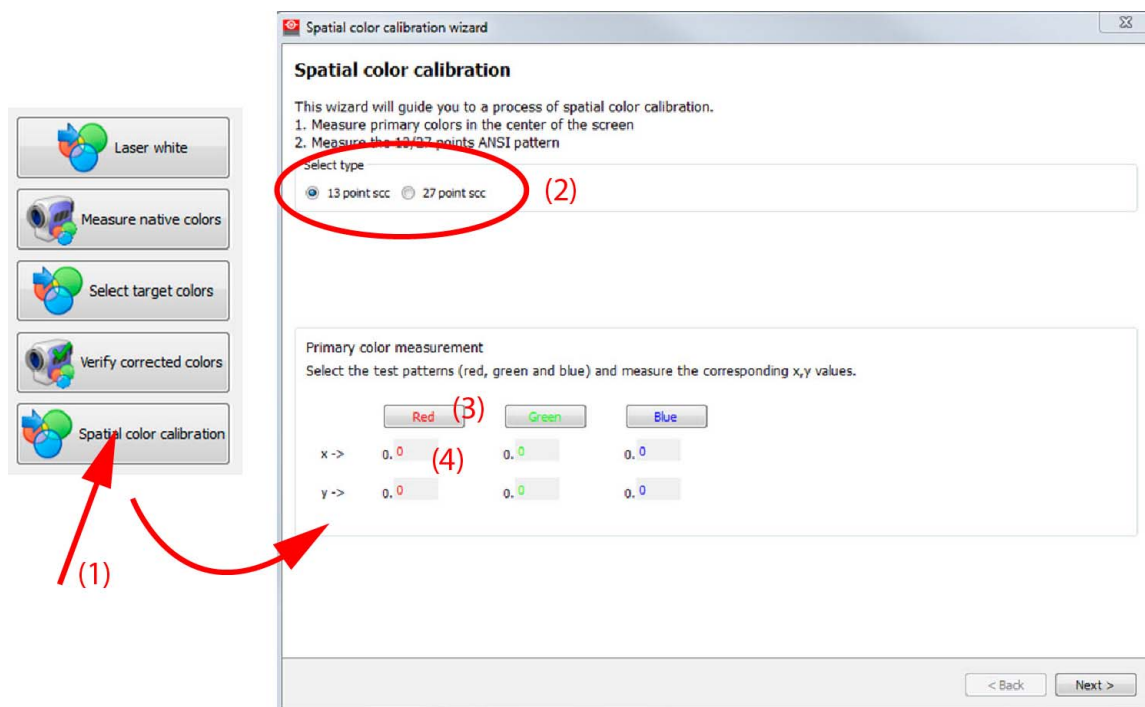 Laser white
Measure native colors
Select target colors
Verify corrected colors
Spatial color calibration
(1)
Spatial color calibration wizard
Spatial color calibration
This wizard will guide you to a process of spatial color calibration.
1. Measure primary colors in the center of the screen
2. Measure the 13/27 points ANSI pattern
Select type
13 point scc 27 point scc
(2)
Primary color measurement
Select the test patterns (red, green and blue) and measure the corresponding x,y values.
Red (3) Green Blue
x -> 0. 0 (4) 0. 0 0. 0
y -> 0. 0 0. 0 0. 0
< Back Next >